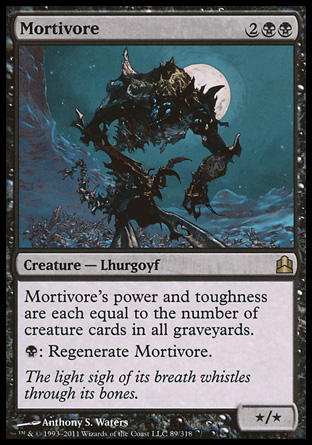 Mortivore 2
Creature — Lhurgoyf
Mortivore's power and toughness
are each equal to the number of
creature cards in all graveyards.
: Regenerate Mortivore.
The light sigh of its breath whistles
through its bones.
Anthony S. Waters
™ & © 1993–2011 Wizards of the Coast LLC 89/318
*/*